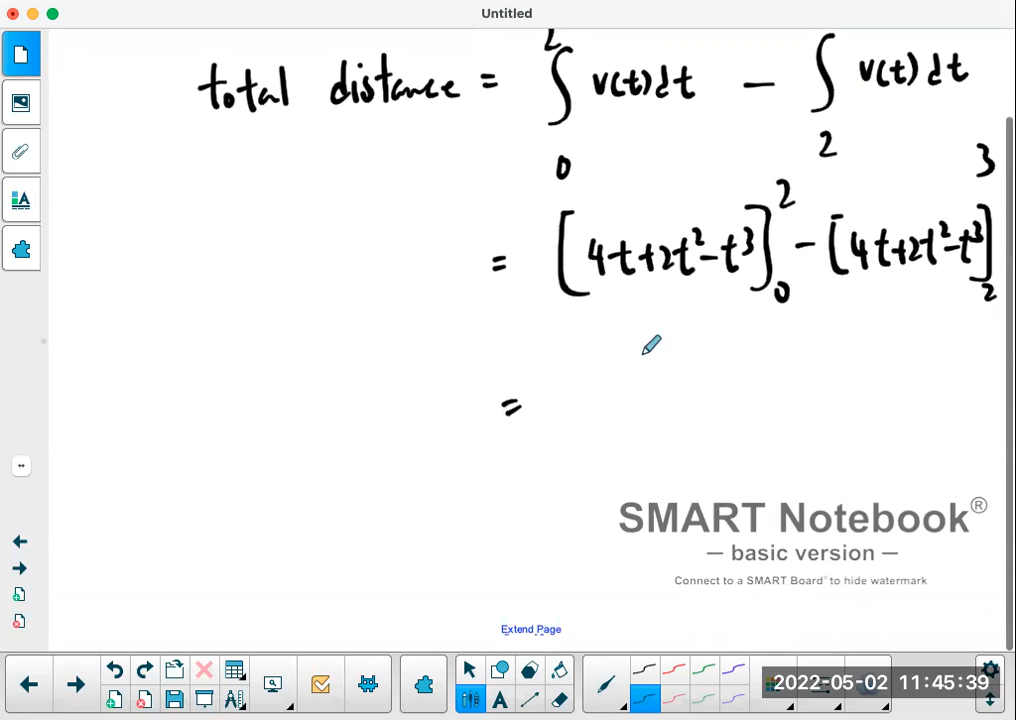 Untitled
total distance = ∫₀² v(t)dt − ∫₂ v(t)dt
= [4t+2t²−t³]₀² − [4t+2t²−t³]₂³
=
SMART Notebook®
— basic version —
Connect to a SMART Board® to hide watermark
Extend Page
2022-05-02 11:45:39